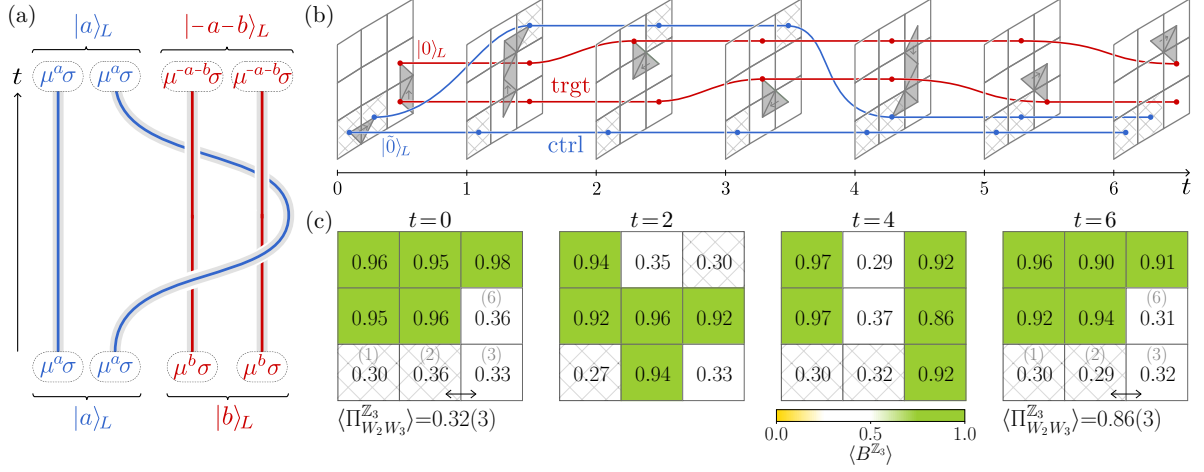 (a)
|a⟩L |−a−b⟩L
μᵃσ μᵃσ μ⁻ᵃ⁻ᵇσ μ⁻ᵃ⁻ᵇσ
t
μᵃσ μᵃσ μᵇσ μᵇσ
|a⟩L |b⟩L
(b)
|0⟩L
trgt
|0̃⟩L
ctrl
0 1 2 3 4 5 6 t
(c)
t=0 t=2 t=4 t=6
0.96 0.95 0.98 0.94 0.35 0.30 0.97 0.29 0.92 0.96 0.90 0.91
(6) (6)
0.95 0.96 0.36 0.92 0.96 0.92 0.97 0.37 0.86 0.92 0.94 0.31
(1) (2) (3) (1) (2) (3)
0.30 0.36 0.33 0.27 0.94 0.33 0.30 0.32 0.92 0.30 0.29 0.32
⟨Π^ℤ₃_W₂W₃⟩=0.32(3) ⟨Π^ℤ₃_W₂W₃⟩=0.86(3)
0.0 0.5 1.0
⟨B^ℤ₃⟩